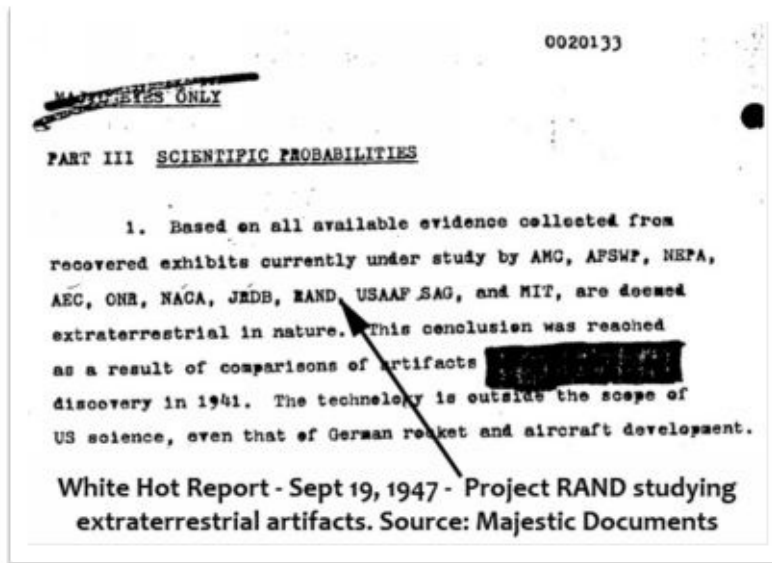 0020133
EYES ONLY
PART III SCIENTIFIC PROBABILITIES
1. Based on all available evidence collected from
recovered exhibits currently under study by AMC, AFSWP, NEPA,
AEC, ONR, NACA, JRDB, RAND, USAAF SAG, and MIT, are deemed
extraterrestrial in nature. This conclusion was reached
as a result of comparisons of artifacts
discovery in 1941. The technology is outside the scope of
US science, even that of German rocket and aircraft development.
White Hot Report - Sept 19, 1947 - Project RAND studying
extraterrestrial artifacts. Source: Majestic Documents